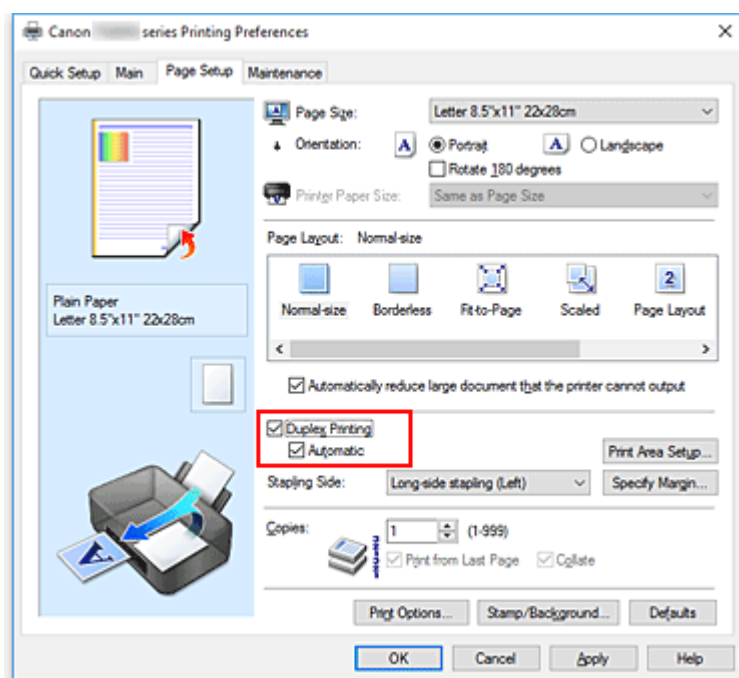 Canon series Printing Preferences
Quick Setup Main Page Setup Maintenance
Page Size: Letter 8.5"x11" 22x28cm
Orientation: A Portrait A Landscape
Rotate 180 degrees
Printer Paper Size: Same as Page Size
Page Layout: Normal-size
2
Normal-size Borderless Fit-to-Page Scaled Page Layout
Automatically reduce large document that the printer cannot output
Plain Paper
Letter 8.5"x11" 22x28cm
Duplex Printing
Automatic
Print Area Setup...
Stapling Side: Long-side stapling (Left) Specify Margin...
Copies: 1 (1-999)
Print from Last Page Collate
A
Print Options... Stamp/Background... Defaults
OK Cancel Apply Help